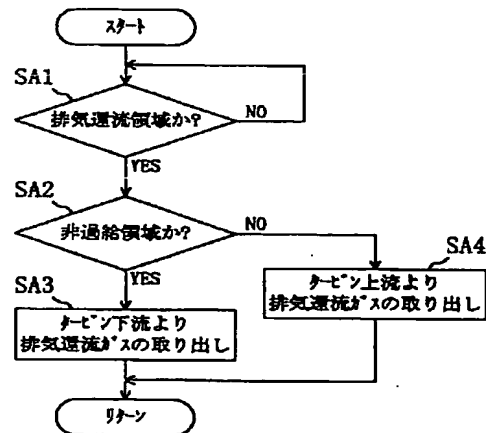 スタート
SA1
排気還流領域か?
NO
YES
SA2
非過給領域か?
NO
YES
SA4
タービン上流より
排気還流ガスの取り出し
SA3
タービン下流より
排気還流ガスの取り出し
リターン